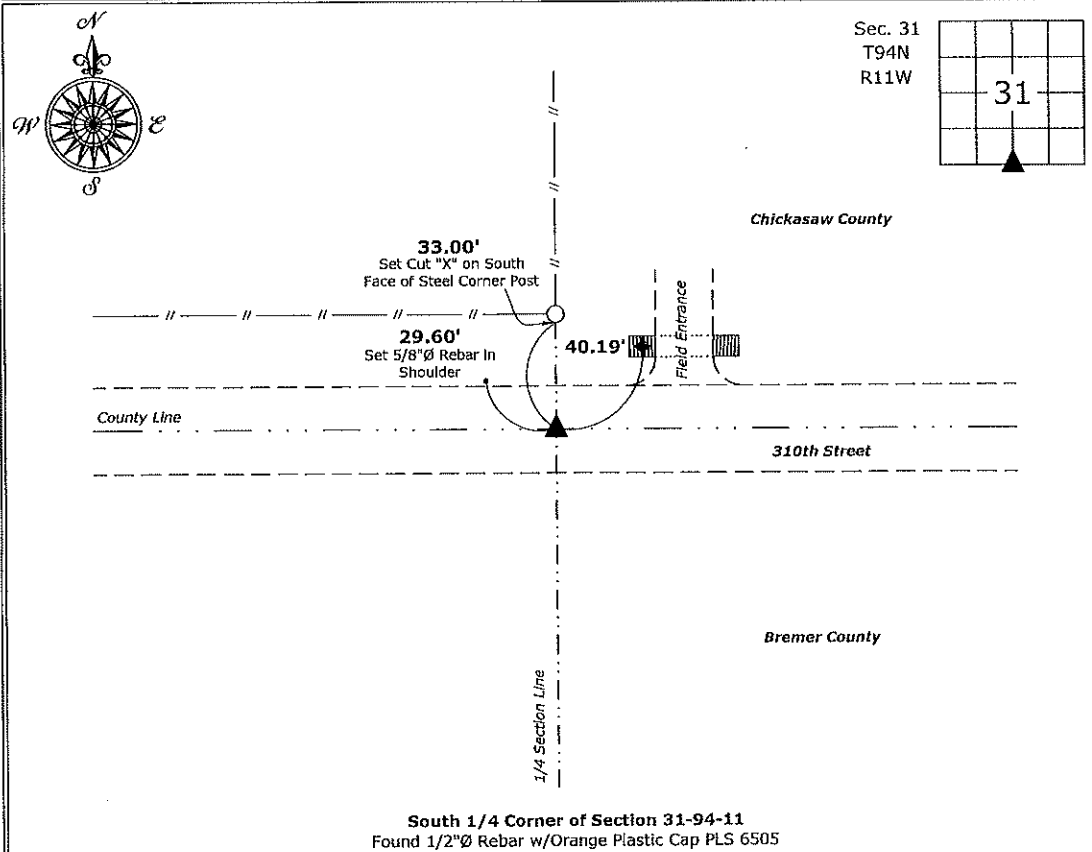 N
W
E
S
Sec. 31
T94N
R11W
31
Chickasaw County
33.00'
Set Cut "X" on South
Face of Steel Corner Post
29.60'
Set 5/8"Ø Rebar In
Shoulder
40.19'
Field Entrance
County Line
310th Street
Bremer County
1/4 Section Line
South 1/4 Corner of Section 31-94-11
Found 1/2"Ø Rebar w/Orange Plastic Cap PLS 6505